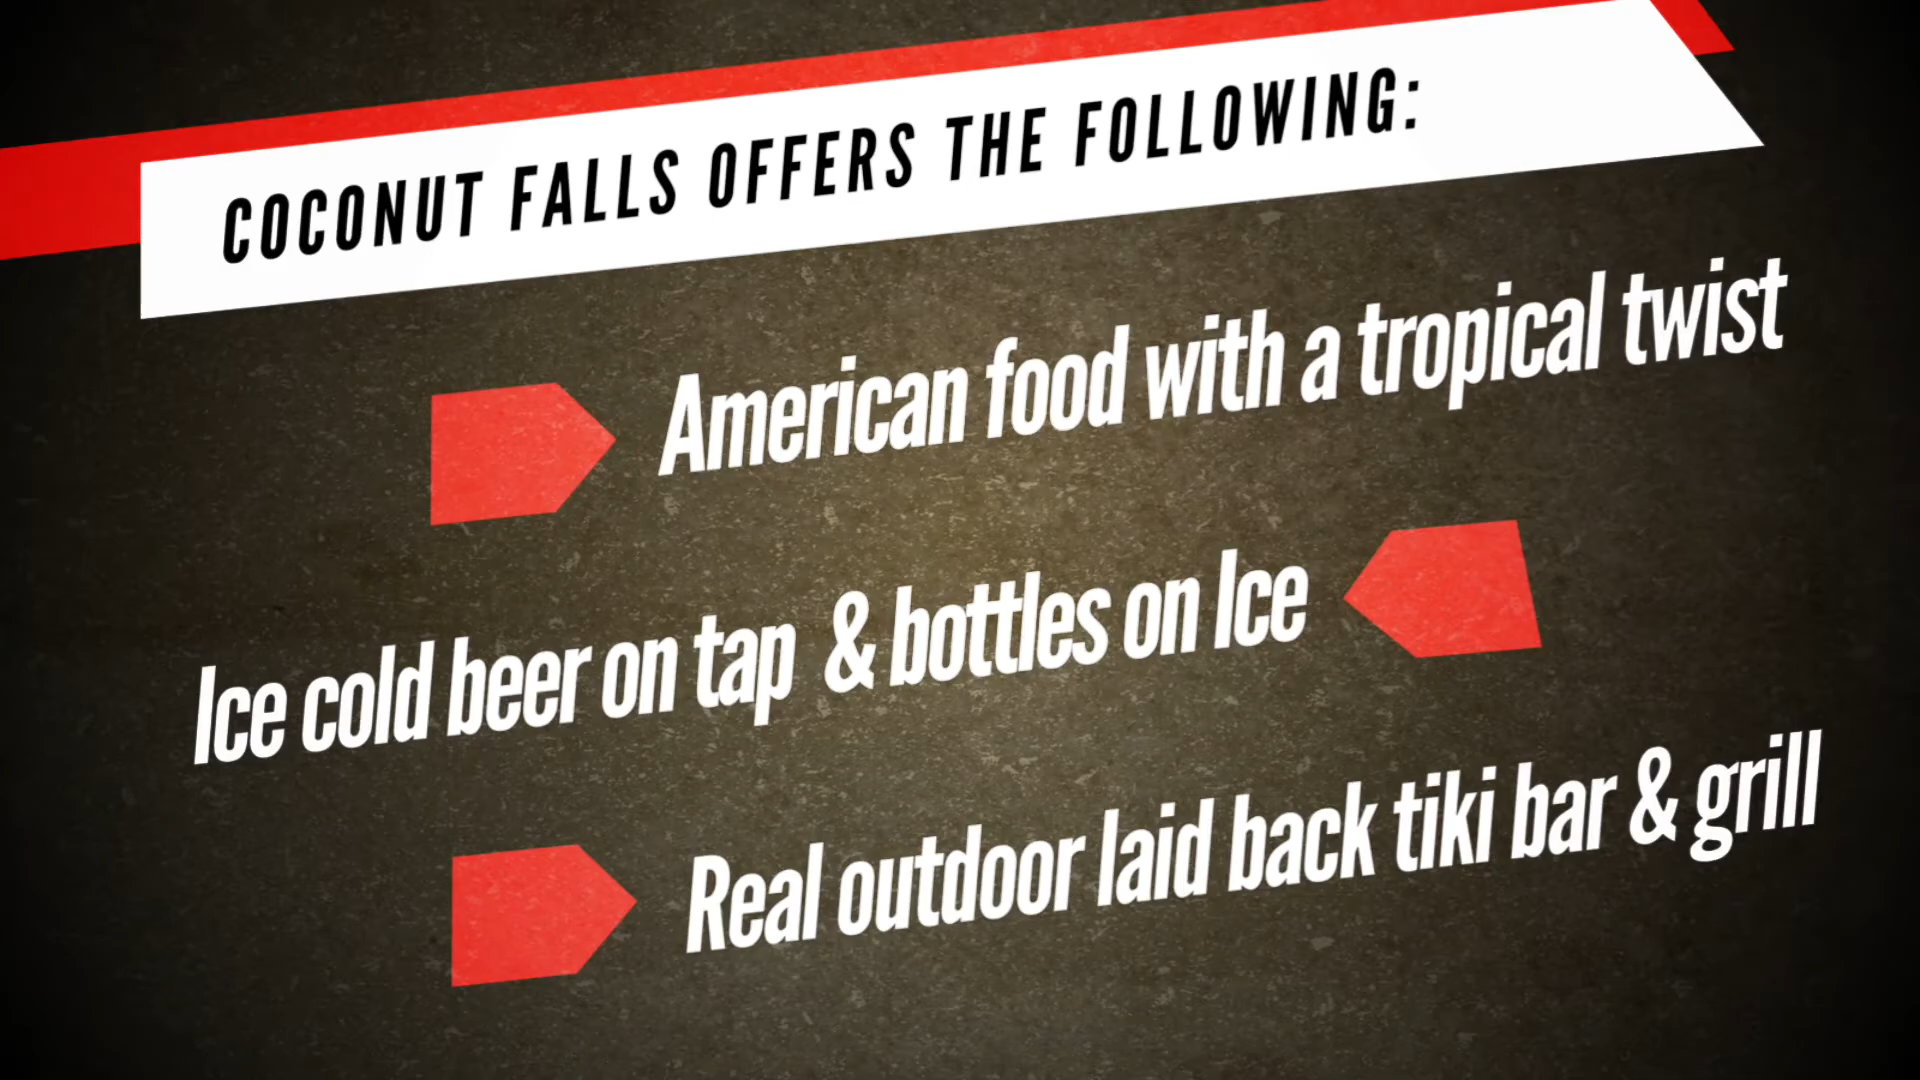 COCONUT FALLS OFFERS THE FOLLOWING:
American food with a tropical twist
Ice cold beer on tap & bottles on Ice
Real outdoor laid back tiki bar & grill